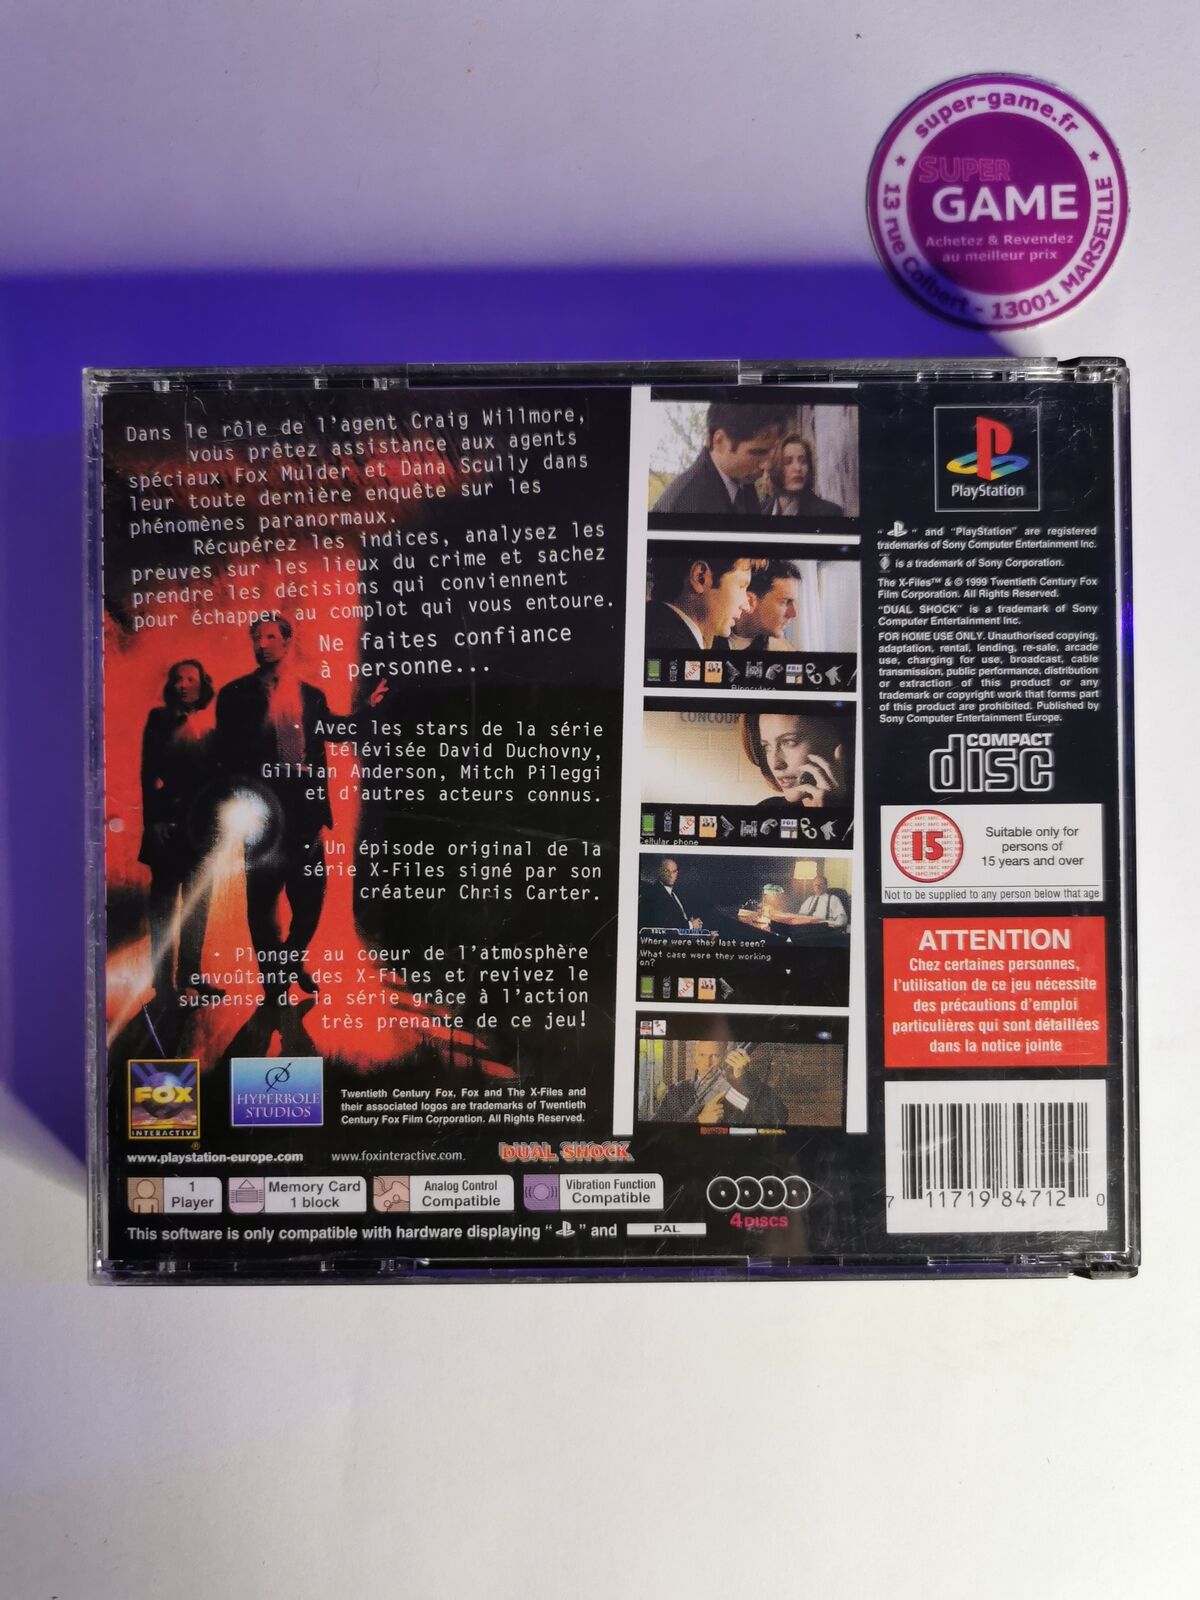 super-game.fr
SUPER
GAME
Achetez & Revendez
au meilleur prix
13 rue Colbert - 13001 MARSEILLE
Dans le rôle de l'agent Craig Willmore,
vous prêtez assistance aux agents
spéciaux Fox Mulder et Dana Scully dans
leur toute dernière enquête sur les
phénomènes paranormaux.
Récupérez les indices, analysez les
preuves sur les lieux du crime et sachez
prendre les décisions qui conviennent
pour échapper au complot qui vous entoure.
Ne faites confiance
à personne...
· Avec les stars de la série
télévisée David Duchovny,
Gillian Anderson, Mitch Pileggi
et d'autres acteurs connus.
· Un épisode original de la
série X-Files signé par son
créateur Chris Carter.
· Plongez au coeur de l'atmosphère
envoûtante des X-Files et revivez le
suspense de la série grâce à l'action
très prenante de ce jeu!
FOX
INTERACTIVE
HYPERBOLE
STUDIOS
Twentieth Century Fox, Fox and The X-Files and
their associated logos are trademarks of Twentieth
Century Fox Film Corporation. All Rights Reserved.
www.playstation-europe.com
www.foxinteractive.com.
DUAL SHOCK
1
Player
Memory Card
1 block
Analog Control
Compatible
Vibration Function
Compatible
4 DISCS
This software is only compatible with hardware displaying " " and PAL
Binoculars
CONCOUR
Cellular phone
TALK
Where were they last seen?
What case were they working
on?
PlayStation
" " and "PlayStation" are registered
trademarks of Sony Computer Entertainment Inc.
is a trademark of Sony Corporation.
The X-Files™ & © 1999 Twentieth Century Fox
Film Corporation. All Rights Reserved.
"DUAL SHOCK" is a trademark of Sony
Computer Entertainment Inc.
FOR HOME USE ONLY. Unauthorised copying,
adaptation, rental, lending, re-sale, arcade
use, charging for use, broadcast, cable
transmission, public performance, distribution
or extraction of this product or any
trademark or copyright work that forms part
of this product are prohibited. Published by
Sony Computer Entertainment Europe.
COMPACT
disc
15
Suitable only for
persons of
15 years and over
Not to be supplied to any person below that age
ATTENTION
Chez certaines personnes,
l'utilisation de ce jeu nécessite
des précautions d'emploi
particulières qui sont détaillées
dans la notice jointe
7 11719 84712 0